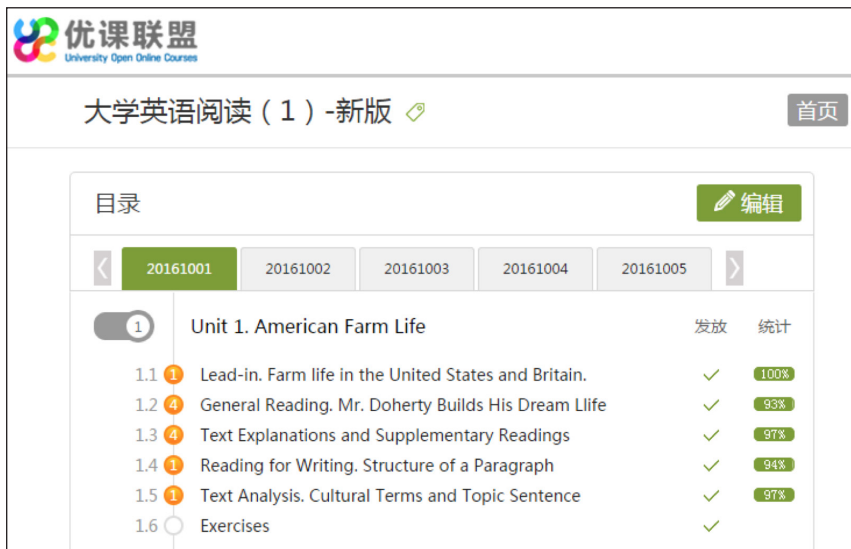 优课联盟
University Open Online Courses
大学英语阅读（1）-新版
首页
目录
编辑
20161001 20161002 20161003 20161004 20161005
1 Unit 1. American Farm Life 发放 统计
1.1 1 Lead-in. Farm life in the United States and Britain. 100%
1.2 4 General Reading. Mr. Doherty Builds His Dream Llife 93%
1.3 4 Text Explanations and Supplementary Readings 97%
1.4 1 Reading for Writing. Structure of a Paragraph 94%
1.5 1 Text Analysis. Cultural Terms and Topic Sentence 97%
1.6 Exercises